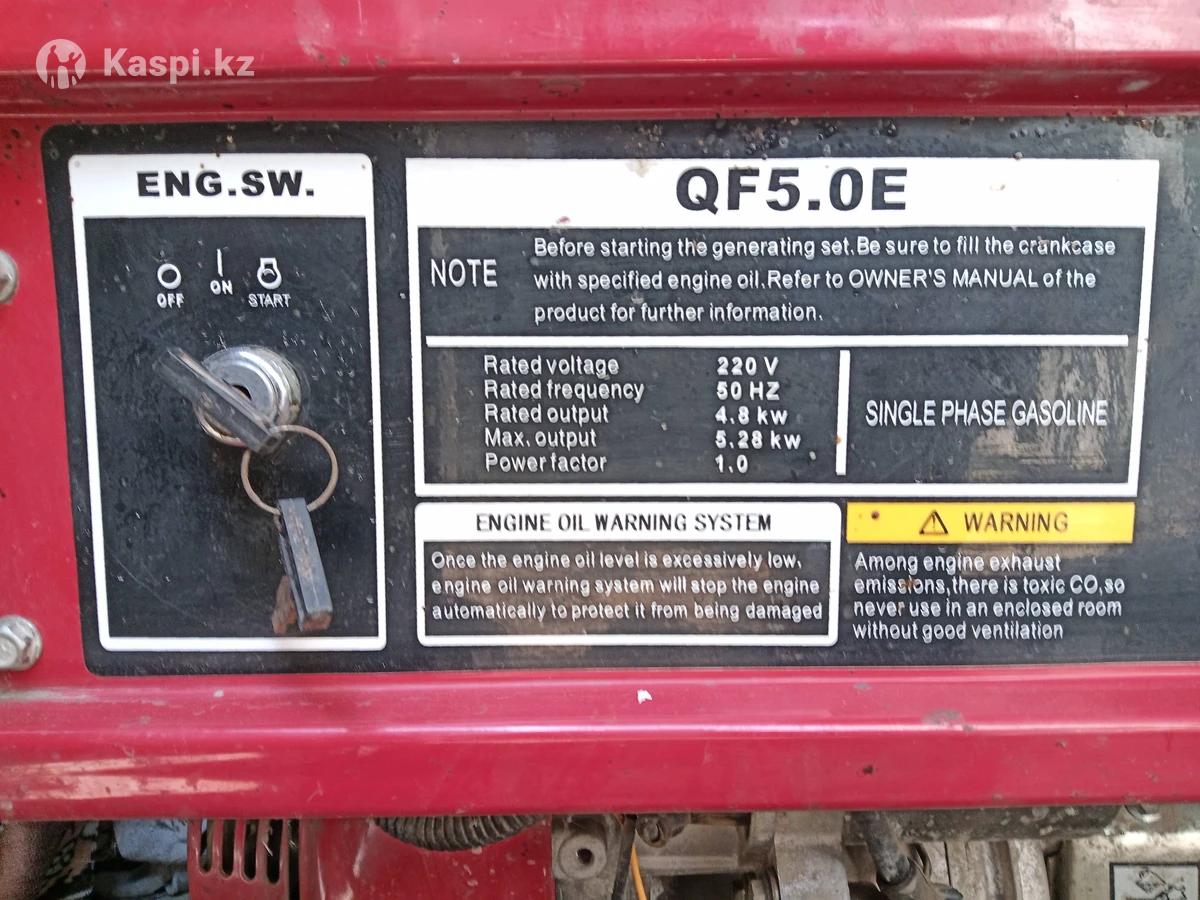 Kaspi.kz
ENG.SW.
OFF
ON
START
QF5.0E
NOTE
Before starting the generating set.Be sure to fill the crankcase
with specified engine oil.Refer to OWNER'S MANUAL of the
product for further information.
Rated voltage 220 V
Rated frequency 50 HZ
Rated output 4.8 kw
Max. output 5.28 kw
Power factor 1.0
SINGLE PHASE GASOLINE
ENGINE OIL WARNING SYSTEM
Once the engine oil level is excessively low,
engine oil warning system will stop the engine
automatically to protect it from being damaged
WARNING
Among engine exhaust
emissions,there is toxic CO,so
never use in an enclosed room
without good ventilation